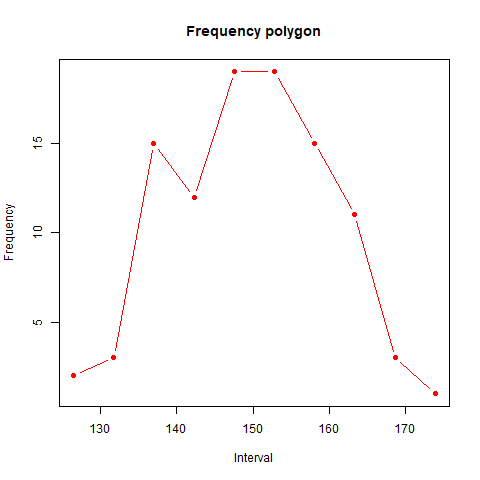 Frequency polygon
Frequency
15
10
5
130 140 150 160 170
Interval